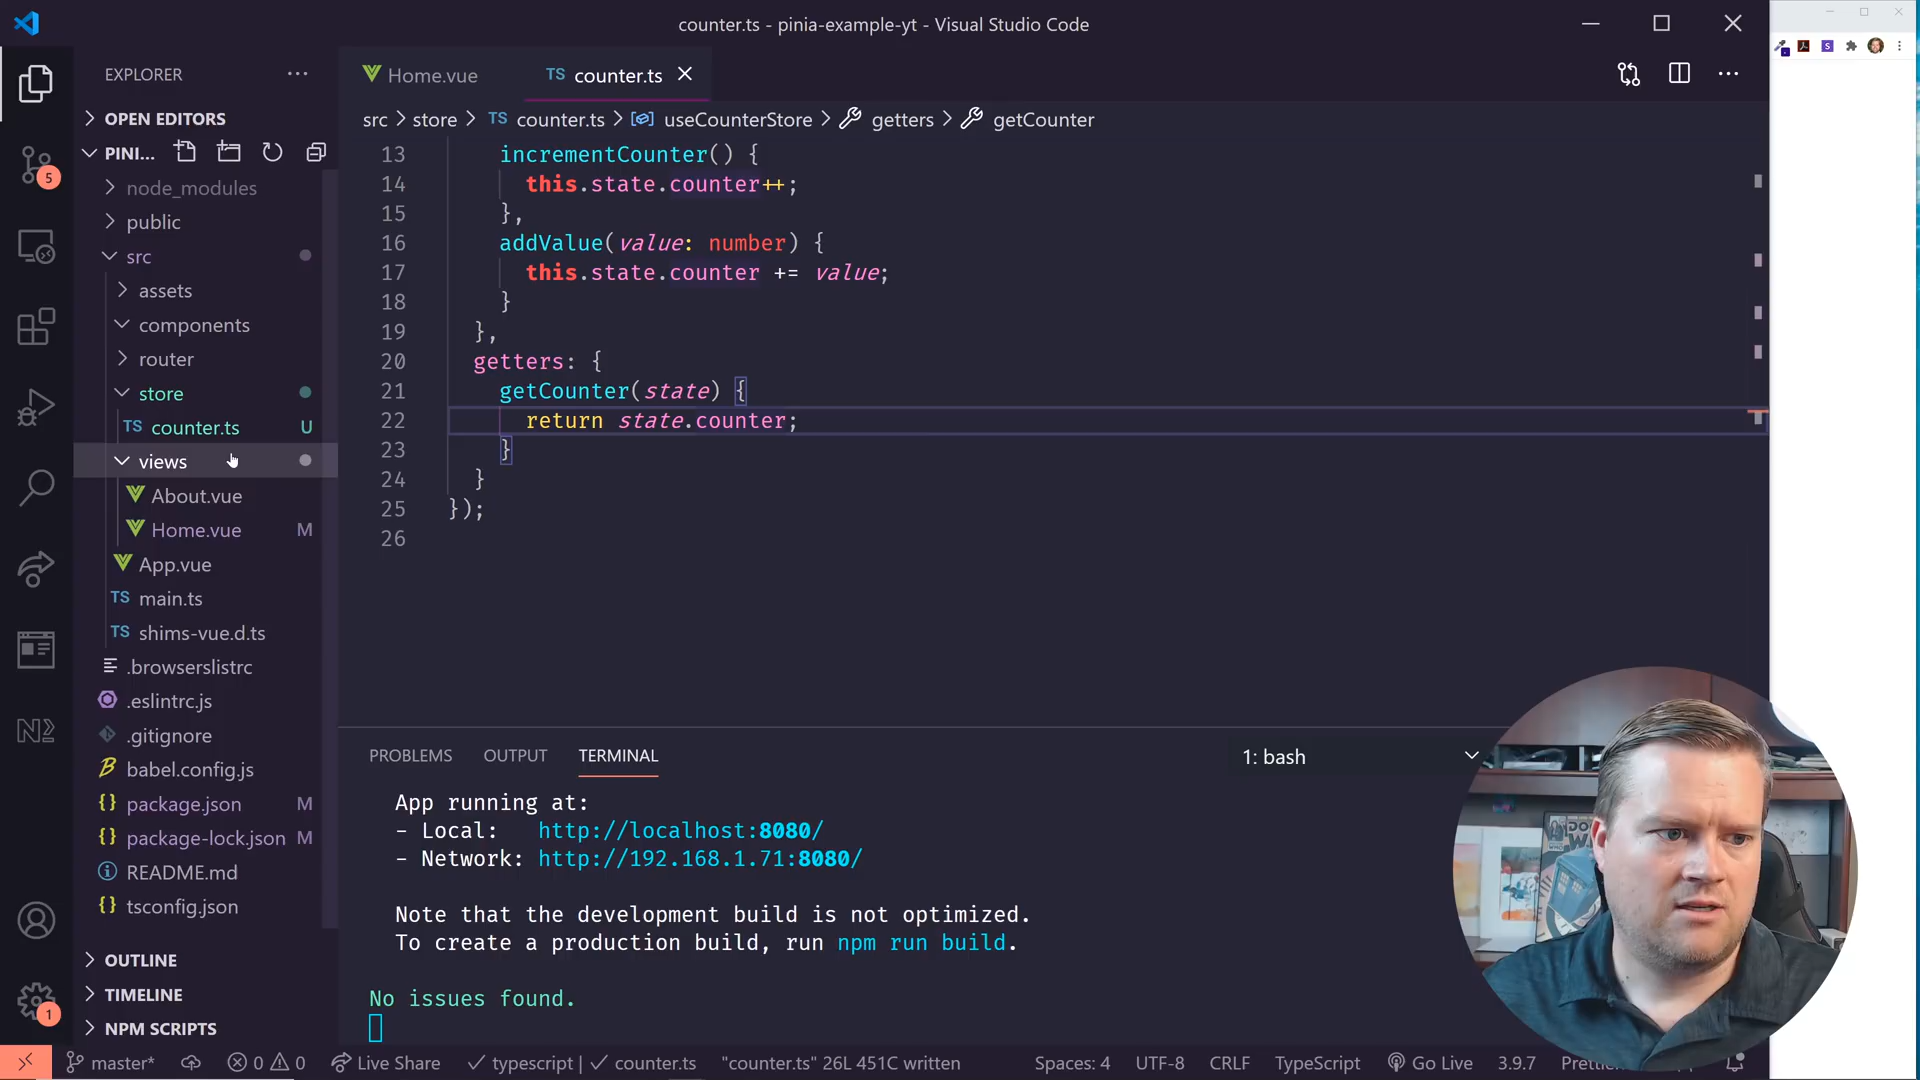 counter.ts - pinia-example-yt - Visual Studio Code
EXPLORER
Home.vue
TS counter.ts
OPEN EDITORS
src > store > TS counter.ts > useCounterStore > getters > getCounter
PINI...
node_modules
public
src
assets
components
router
store
TS counter.ts U
views
About.vue
Home.vue M
App.vue
TS main.ts
TS shims-vue.d.ts
.browserslistrc
.eslintrc.js
.gitignore
babel.config.js
{} package.json M
{} package-lock.json M
README.md
{} tsconfig.json
OUTLINE
TIMELINE
NPM SCRIPTS
5
1
13 incrementCounter() {
14 this.state.counter++;
15 },
16 addValue(value: number) {
17 this.state.counter += value;
18 }
19 },
20 getters: {
21 getCounter(state) {
22 return state.counter;
23 }
24 }
25 });
26
PROBLEMS OUTPUT TERMINAL
1: bash
App running at:
- Local: http://localhost:8080/
- Network: http://192.168.1.71:8080/
Note that the development build is not optimized.
To create a production build, run npm run build.
No issues found.
master* 0 0 Live Share typescript | counter.ts "counter.ts" 26L 451C written Spaces: 4 UTF-8 CRLF TypeScript Go Live 3.9.7